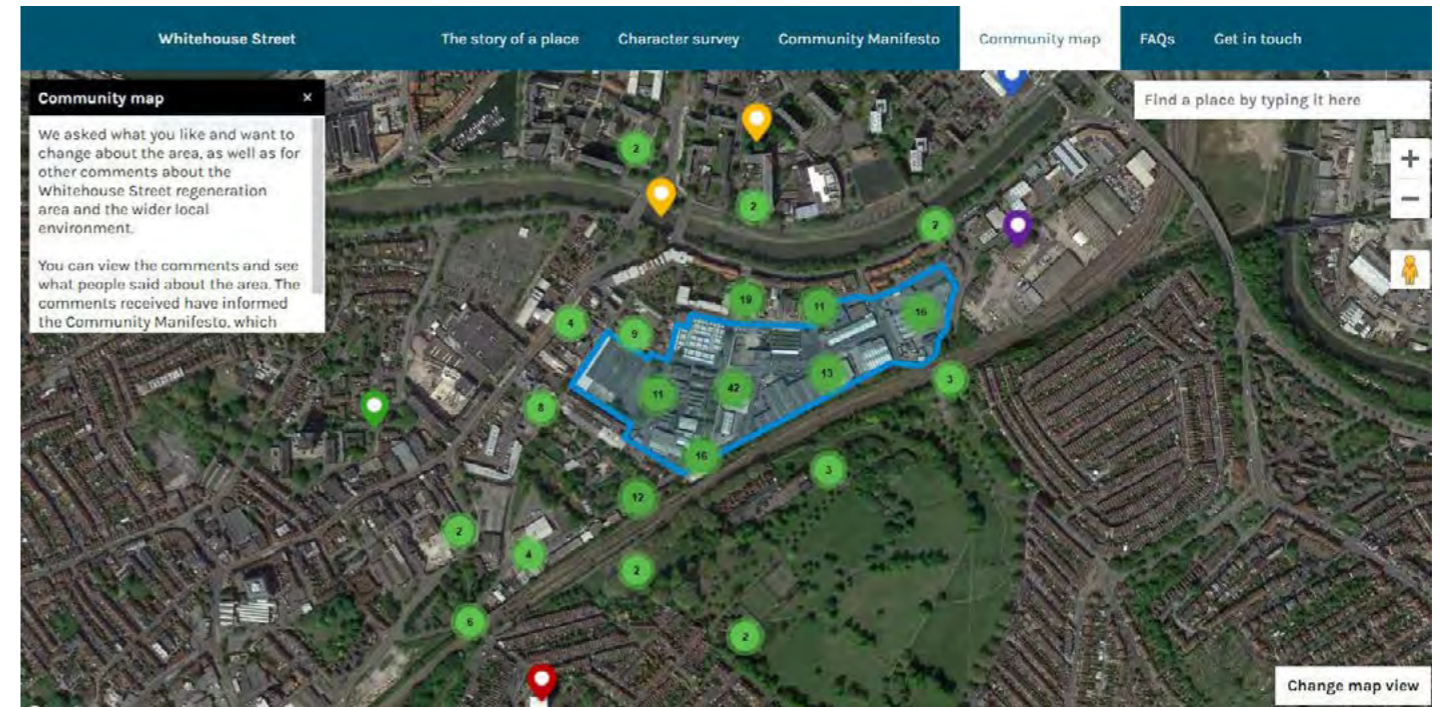 Whitehouse Street
The story of a place
Character survey
Community Manifesto
Community map
FAQs
Get in touch
Community map ×
We asked what you like and want to
change about the area, as well as for
other comments about the
Whitehouse Street regeneration
area and the wider local
environment.
You can view the comments and see
what people said about the area. The
comments received have informed
the Community Manifesto, which
Find a place by typing it here
+
−
2
2
2
19
11
16
4
9
13
11
42
3
8
16
3
12
2
4
2
6
2
Change map view